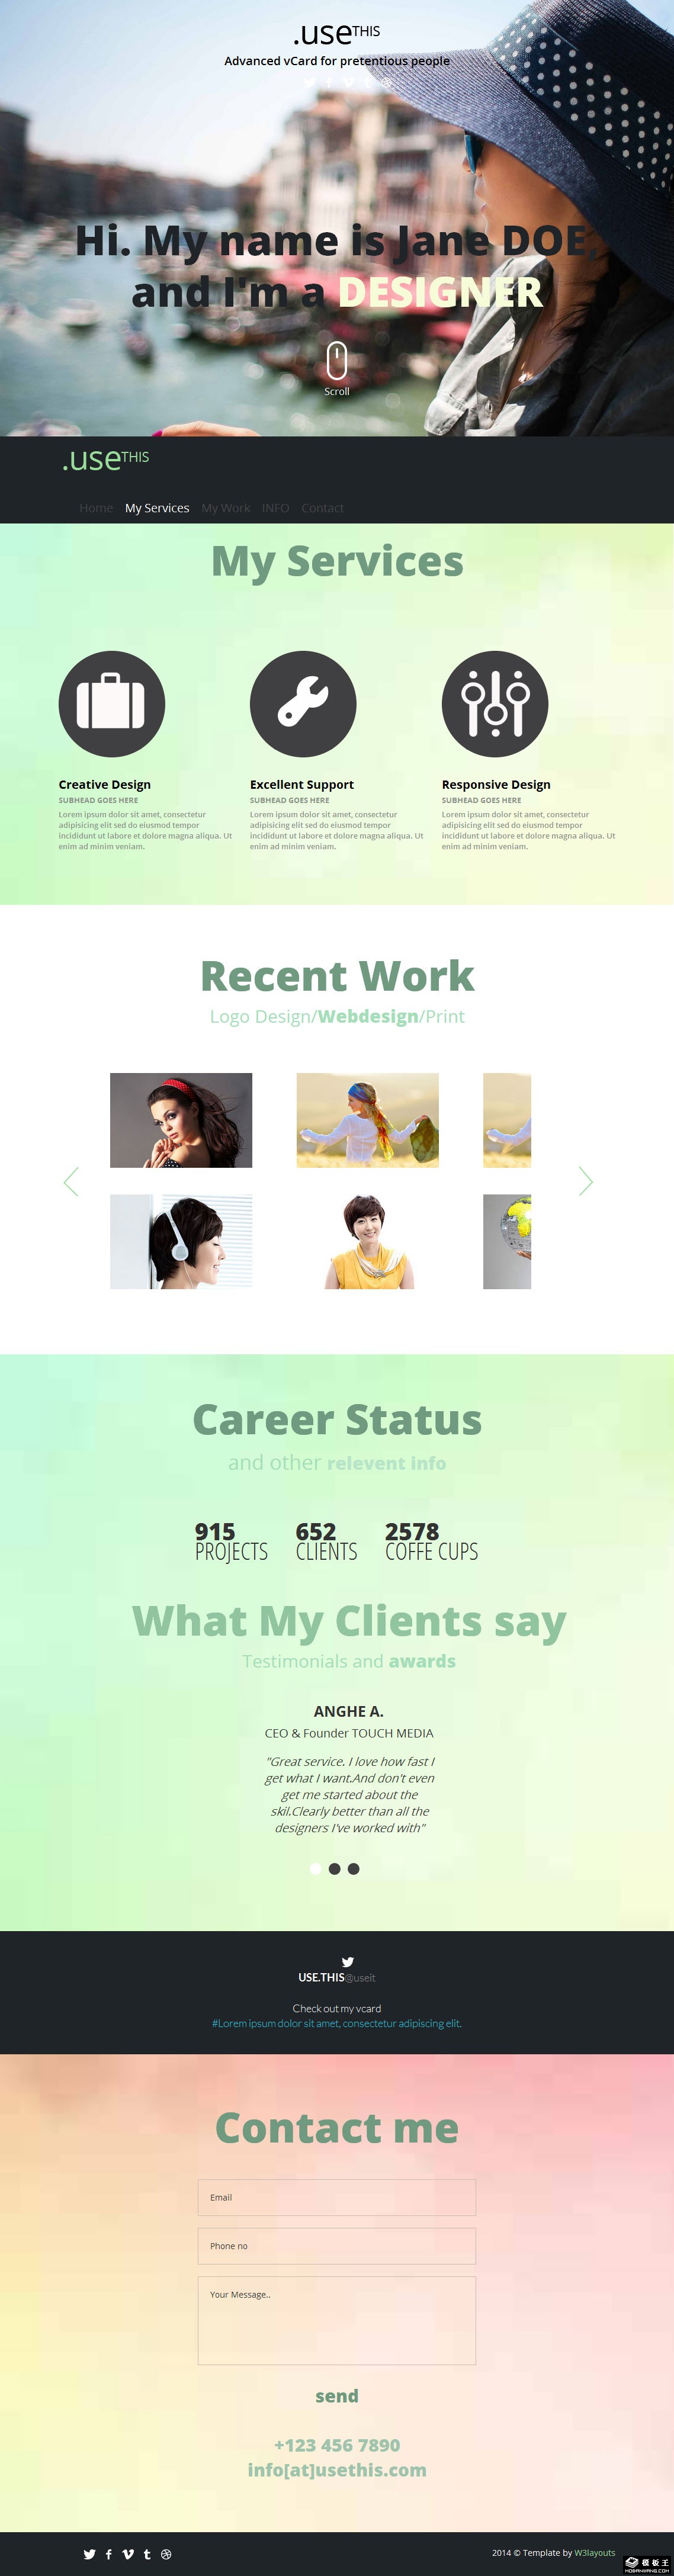 .useTHIS
Advanced vCard for pretentious people
Hi. My name is Jane DOE,
and I'm a DESIGNER
Scroll
.useTHIS
Home My Services My Work INFO Contact
My Services
Creative Design
SUBHEAD GOES HERE
Lorem ipsum dolor sit amet, consectetur
adipisicing elit sed do eiusmod tempor
incididunt ut labore et dolore magna aliqua. Ut
enim ad minim veniam.
Excellent Support
SUBHEAD GOES HERE
Lorem ipsum dolor sit amet, consectetur
adipisicing elit sed do eiusmod tempor
incididunt ut labore et dolore magna aliqua. Ut
enim ad minim veniam.
Responsive Design
SUBHEAD GOES HERE
Lorem ipsum dolor sit amet, consectetur
adipisicing elit sed do eiusmod tempor
incididunt ut labore et dolore magna aliqua. Ut
enim ad minim veniam.
Recent Work
Logo Design/Webdesign/Print
Career Status
and other relevent info
915 652 2578
PROJECTS CLIENTS COFFE CUPS
What My Clients say
Testimonials and awards
ANGHE A.
CEO & Founder TOUCH MEDIA
"Great service. I love how fast I
get what I want.And don't even
get me started about the
skil.Clearly better than all the
designers I've worked with"
USE.THIS@useit
Check out my vcard
#Lorem ipsum dolor sit amet, consectetur adipiscing elit.
Contact me
Email
Phone no
Your Message..
send
+123 456 7890
info[at]usethis.com
2014 © Template by W3layouts
模板王
MOBANWANG.COM